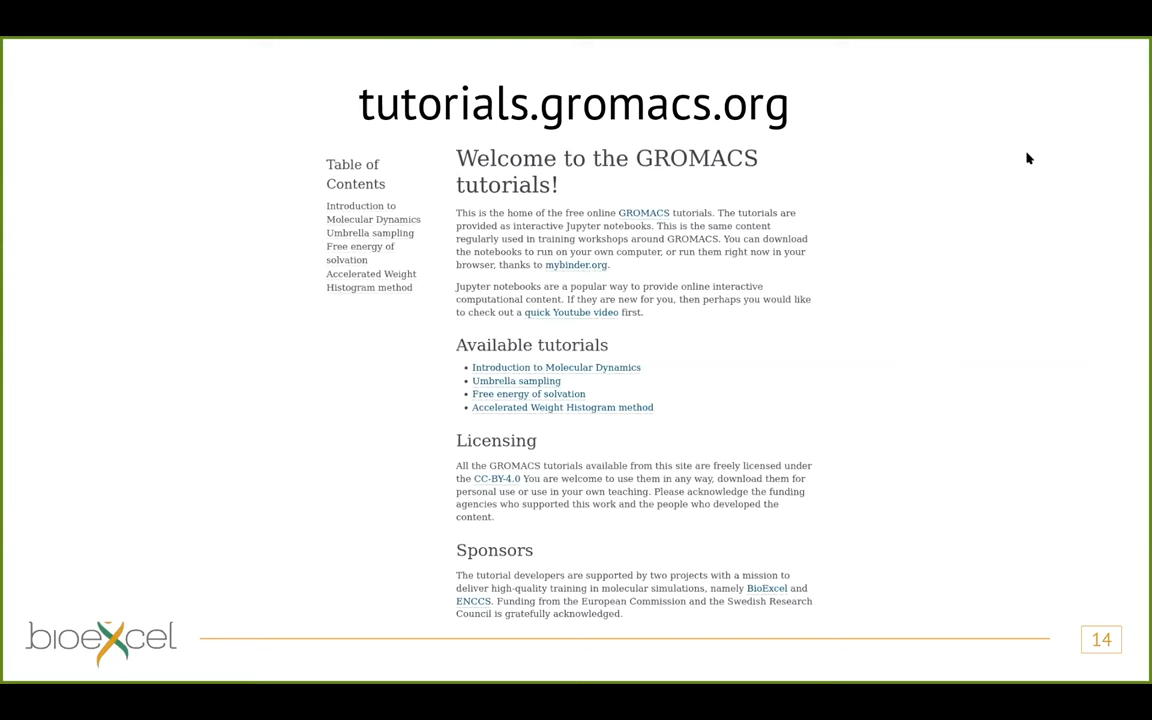 tutorials.gromacs.org
Table of
Contents
Introduction to
Molecular Dynamics
Umbrella sampling
Free energy of
solvation
Accelerated Weight
Histogram method
Welcome to the GROMACS
tutorials!
This is the home of the free online GROMACS tutorials. The tutorials are
provided as interactive Jupyter notebooks. This is the same content
regularly used in training workshops around GROMACS. You can download
the notebooks to run on your own computer, or run them right now in your
browser, thanks to mybinder.org.
Jupyter notebooks are a popular way to provide online interactive
computational content. If they are new for you, then perhaps you would like
to check out a quick Youtube video first.
Available tutorials
• Introduction to Molecular Dynamics
• Umbrella sampling
• Free energy of solvation
• Accelerated Weight Histogram method
Licensing
All the GROMACS tutorials available from this site are freely licensed under
the CC-BY-4.0 You are welcome to use them in any way, download them for
personal use or use in your own teaching. Please acknowledge the funding
agencies who supported this work and the people who developed the
content.
Sponsors
The tutorial developers are supported by two projects with a mission to
deliver high-quality training in molecular simulations, namely BioExcel and
ENCCS. Funding from the European Commission and the Swedish Research
Council is gratefully acknowledged.
bioexcel
14